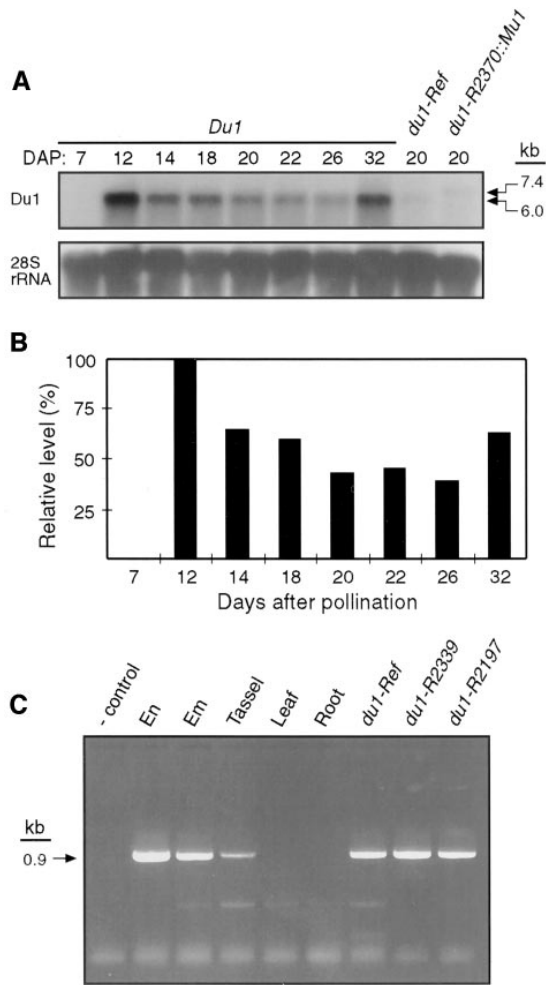 A
Du1
du1-Ref
du1-R2370::Mu1
DAP: 7 12 14 18 20 22 26 32 20 20
kb
Du1
7.4
6.0
28S
rRNA
B
Relative level (%)
100
75
50
25
7 12 14 18 20 22 26 32
Days after pollination
C
- control
En
Em
Tassel
Leaf
Root
du1-Ref
du1-R2339
du1-R2197
kb
0.9